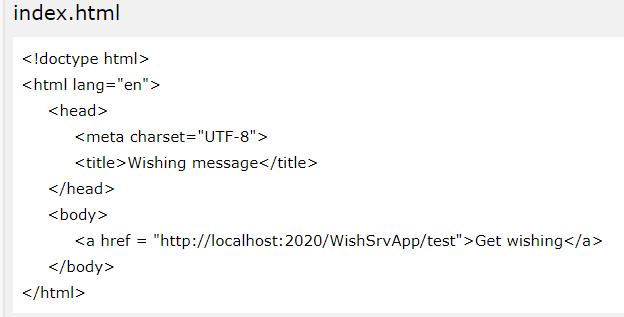 index.html
<!doctype html>
<html lang="en">
<head>
<meta charset="UTF-8">
<title>Wishing message</title>
</head>
<body>
<a href = "http://localhost:2020/WishSrvApp/test">Get wishing</a>
</body>
</html>